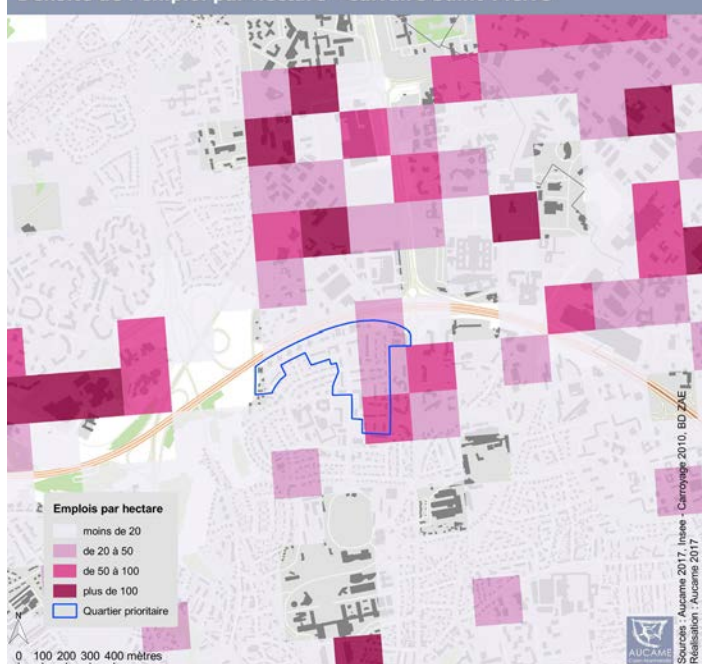 Emplois par hectare
moins de 20
de 20 à 50
de 50 à 100
plus de 100
Quartier prioritaire
N
0 100 200 300 400 mètres
Sources : Aucame 2017, Insee - Carroyage 2010, BD ZAE
Réalisation : Aucame 2017
AUCAME